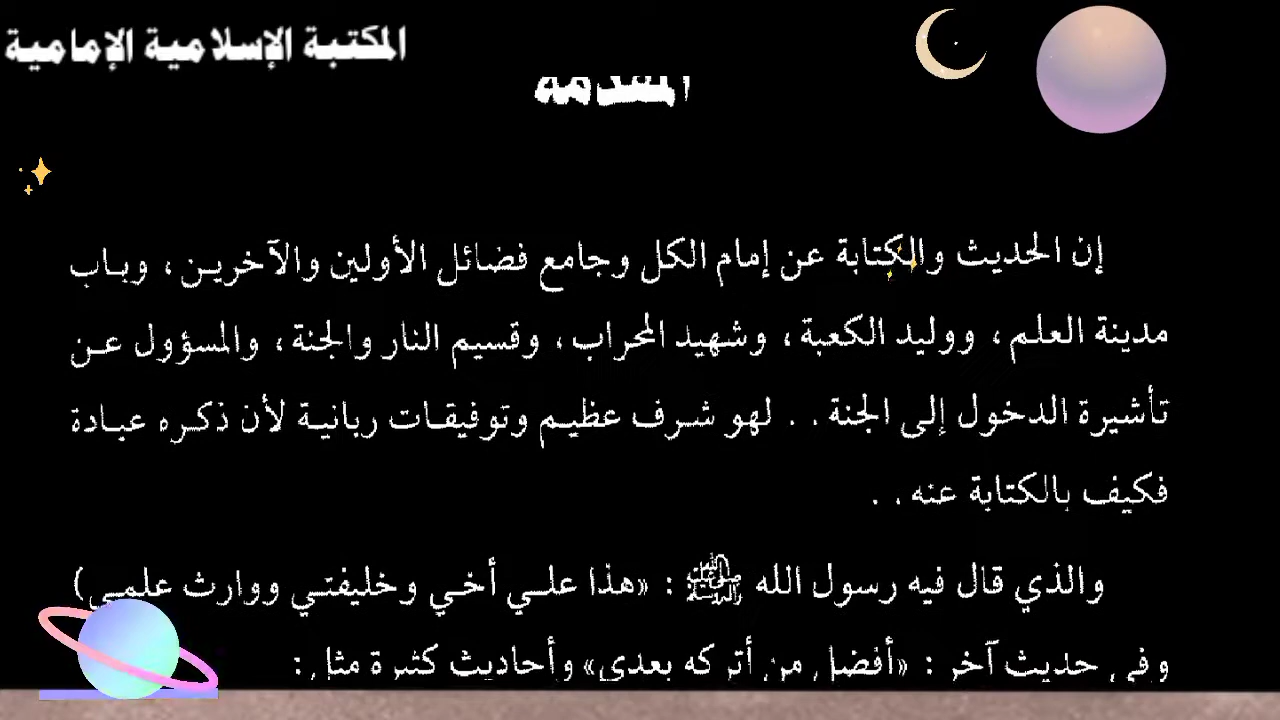 المكتبة الإسلامية الإمامية
المقدمة
إن الحديث والكتابة عن إمام الكل وجامع فضائل الأولين والآخرين، وباب
مدينة العلم، ووليد الكعبة، وشهيد المحراب، وقسيم النار والجنة، والمسؤول عن
تأشيرة الدخول إلى الجنة.. لهو شرف عظيم وتوفيقات ربانية لأن ذكره عبادة
فكيف بالكتابة عنه..
والذي قال فيه رسول الله ﷺ: «هذا علي أخي وخليفتي ووارث علمي)
وفي حديث آخر: «أفضل من أتركه بعدي» وأحاديث كثيرة مثل: